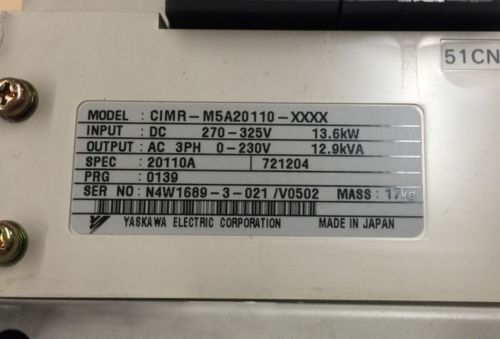 51CN
MODEL : CIMR-M5A20110-XXXX
INPUT : DC 270-325V 13.6kW
OUTPUT : AC 3PH 0-230V 12.9kVA
SPEC : 20110A 721204
PRG : 0139
SER NO : N4W1689-3-021 /V0502 MASS : 17kg
YASKAWA ELECTRIC CORPORATION MADE IN JAPAN